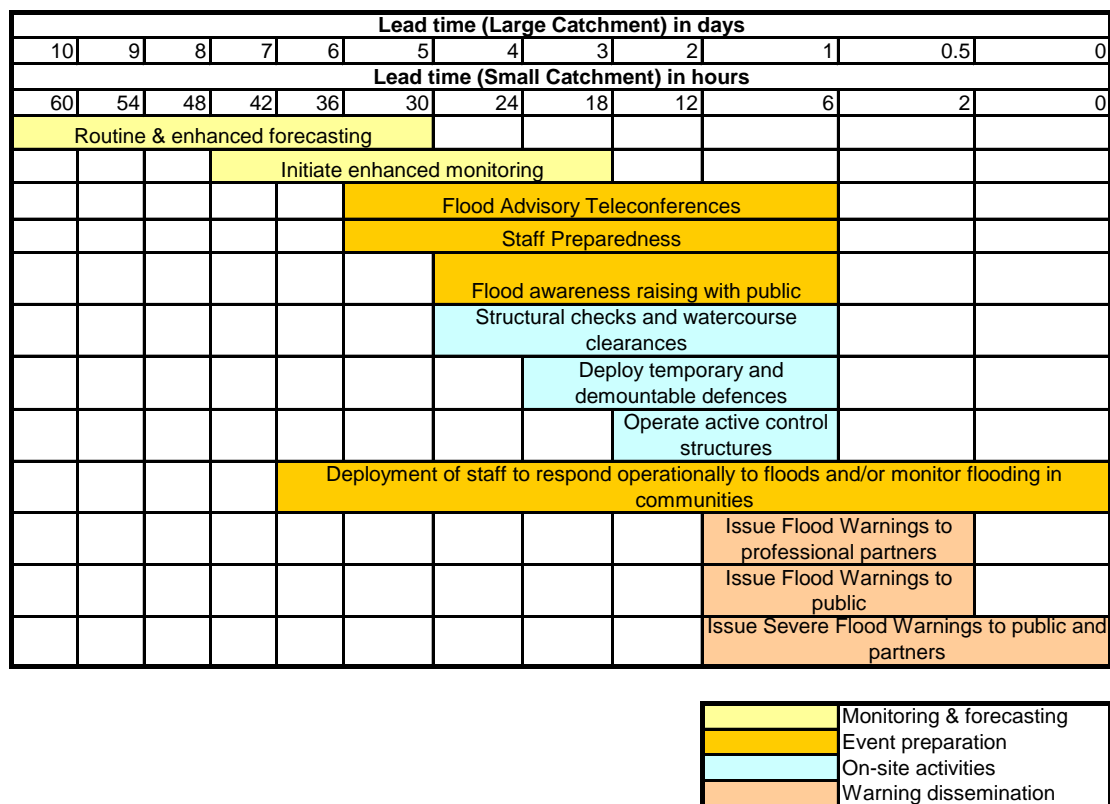 Lead time (Large Catchment) in days
10 9 8 7 6 5 4 3 2 1 0.5 0
Lead time (Small Catchment) in hours
60 54 48 42 36 30 24 18 12 6 2 0
Routine & enhanced forecasting
Initiate enhanced monitoring
Flood Advisory Teleconferences
Staff Preparedness
Flood awareness raising with public
Structural checks and watercourse
clearances
Deploy temporary and
demountable defences
Operate active control
structures
Deployment of staff to respond operationally to floods and/or monitor flooding in
communities
Issue Flood Warnings to
professional partners
Issue Flood Warnings to
public
Issue Severe Flood Warnings to public and
partners
Monitoring & forecasting
Event preparation
On-site activities
Warning dissemination